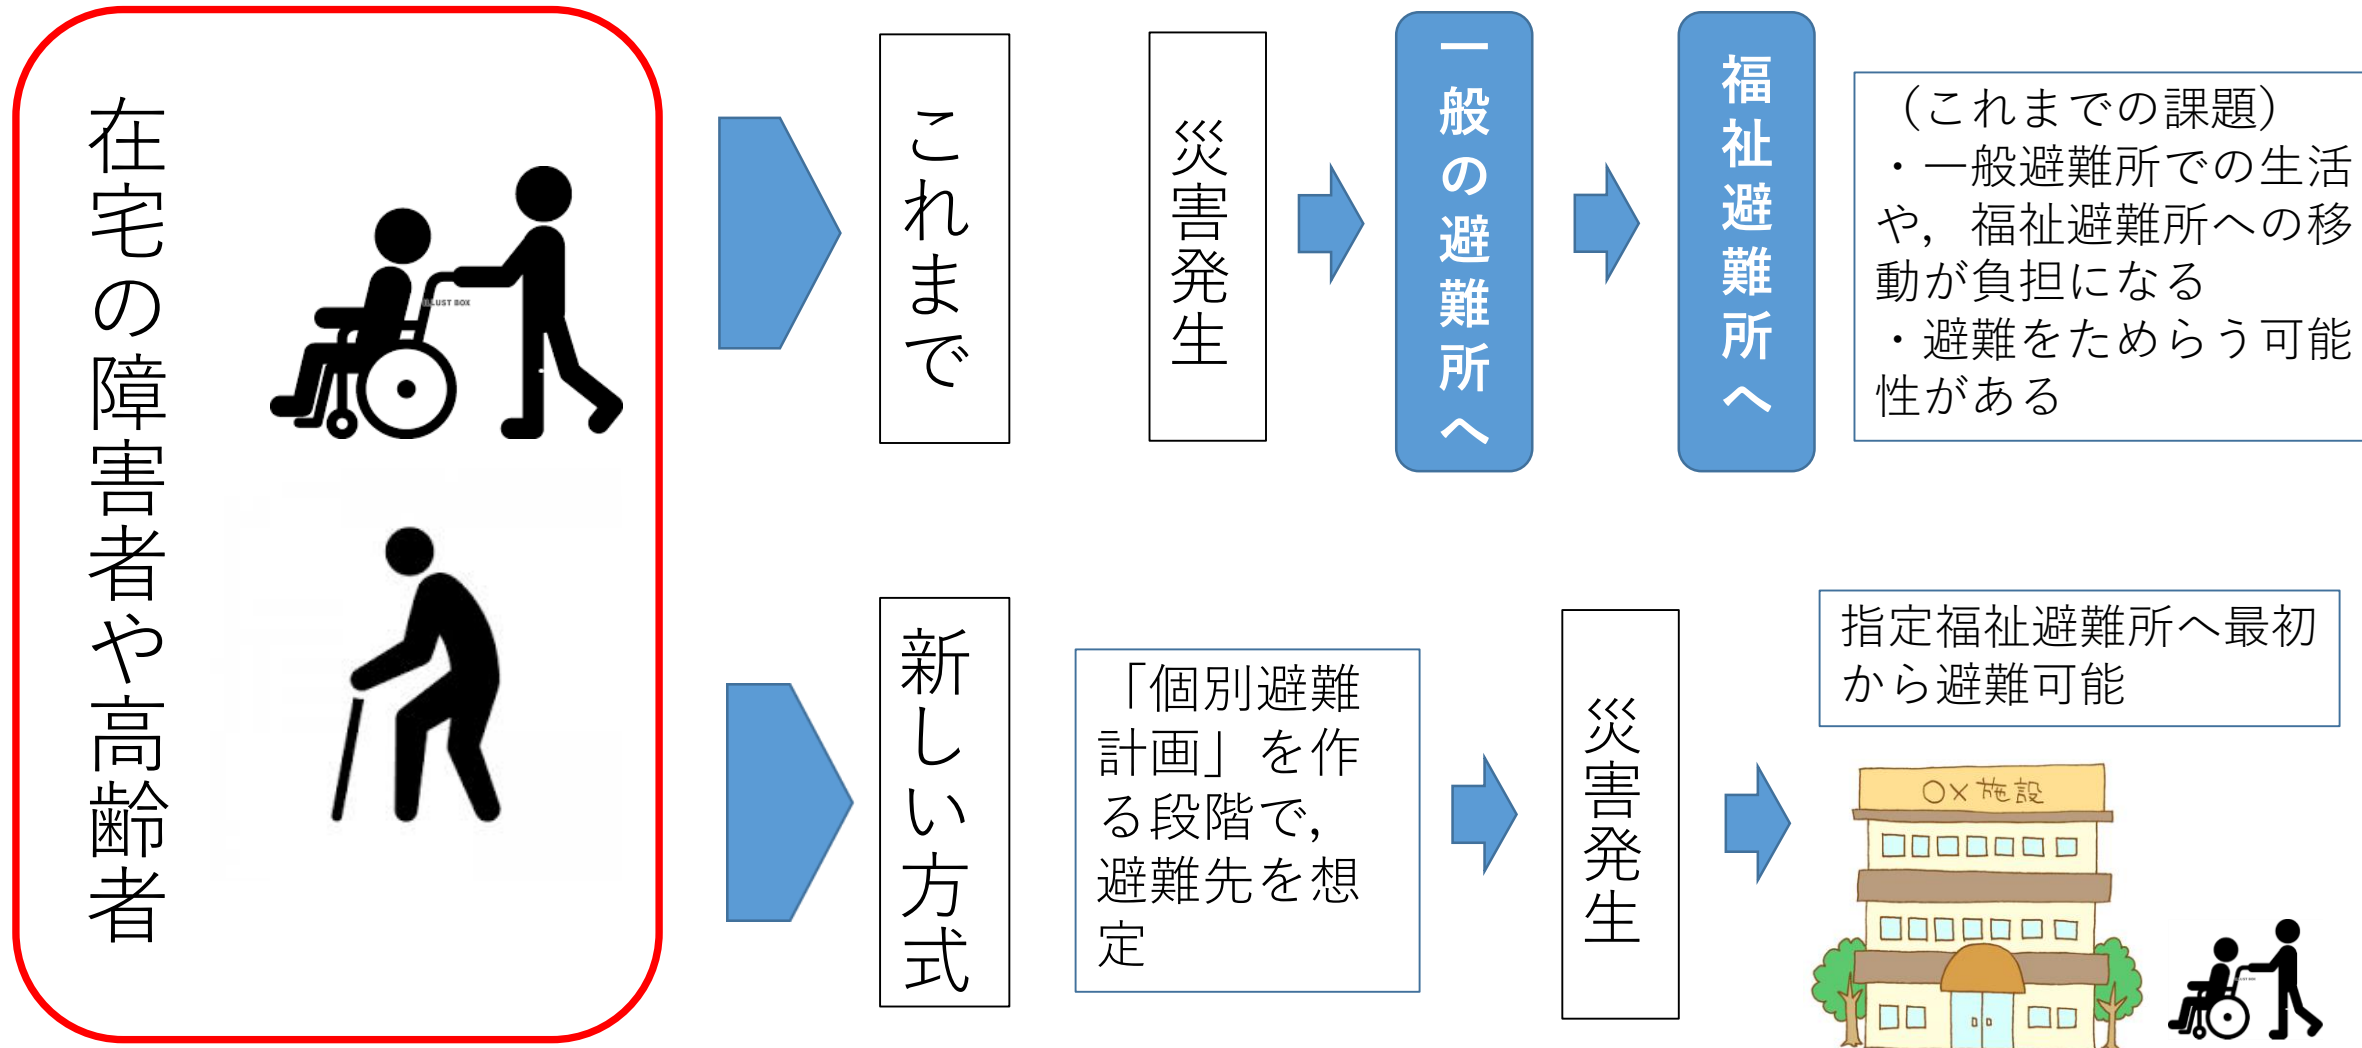 在宅の障害者や高齢者
ILLUST BOX
これまで
災害発生
一般の避難所へ
福祉避難所へ
（これまでの課題）
・一般避難所での生活
や，福祉避難所への移
動が負担になる
・避難をためらう可能
性がある
新しい方式
「個別避難
計画」を作
る段階で，
避難先を想
定
災害発生
指定福祉避難所へ最初
から避難可能
○×施設